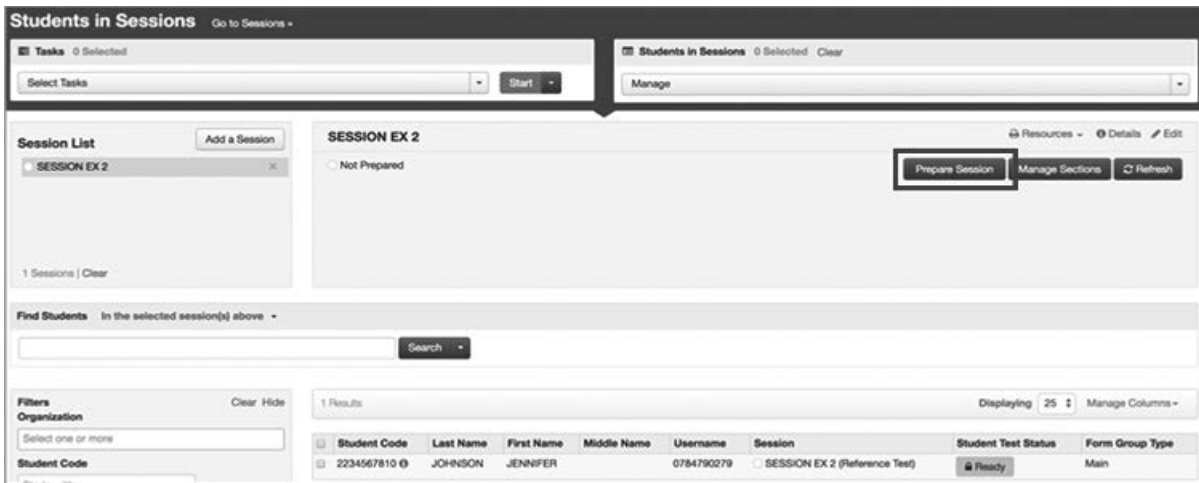 Students in Sessions Go to Sessions
Tasks 0 Selected
Students in Sessions 0 Selected Clear
Select Tasks Start
Manage
Session List Add a Session
SESSION EX 2
1 Sessions | Clear
SESSION EX 2 Resources Details Edit
Not Prepared Prepare Session Manage Sections Refresh
Find Students In the selected session(s) above
Search
Filters Clear Hide
Organization
Select one or more
Student Code
1 Results Displaying 25 Manage Columns
Student Code Last Name First Name Middle Name Username Session Student Test Status Form Group Type
2234567810 JOHNSON JENNIFER 0784790279 SESSION EX 2 (Reference Test) Ready Main